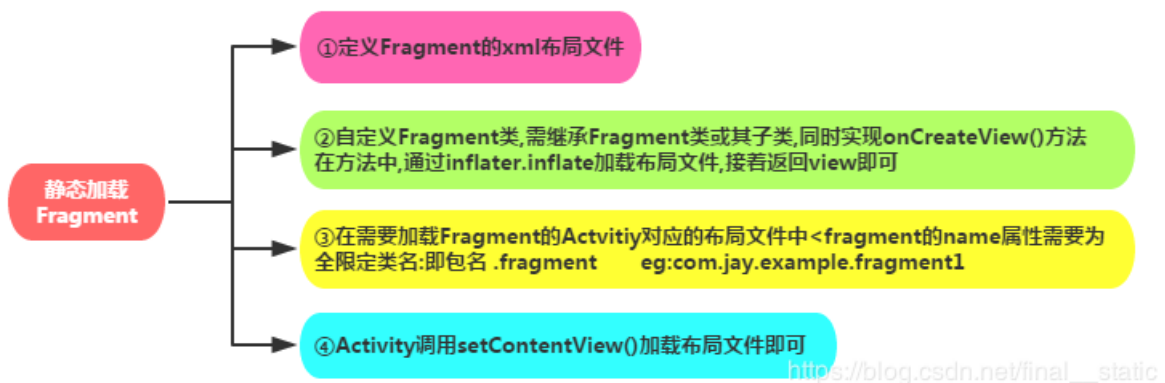 ①定义Fragment的xml布局文件
②自定义Fragment类,需继承Fragment类或其子类,同时实现onCreateView()方法
在方法中,通过inflater.inflate加载布局文件,接着返回view即可
静态加载
Fragment
③在需要加载Fragment的Actvitiy对应的布局文件中<fragment的name属性需要为
全限定类名:即包名 .fragment eg:com.jay.example.fragment1
④Activity调用setContentView()加载布局文件即可
https://blog.csdn.net/final__static